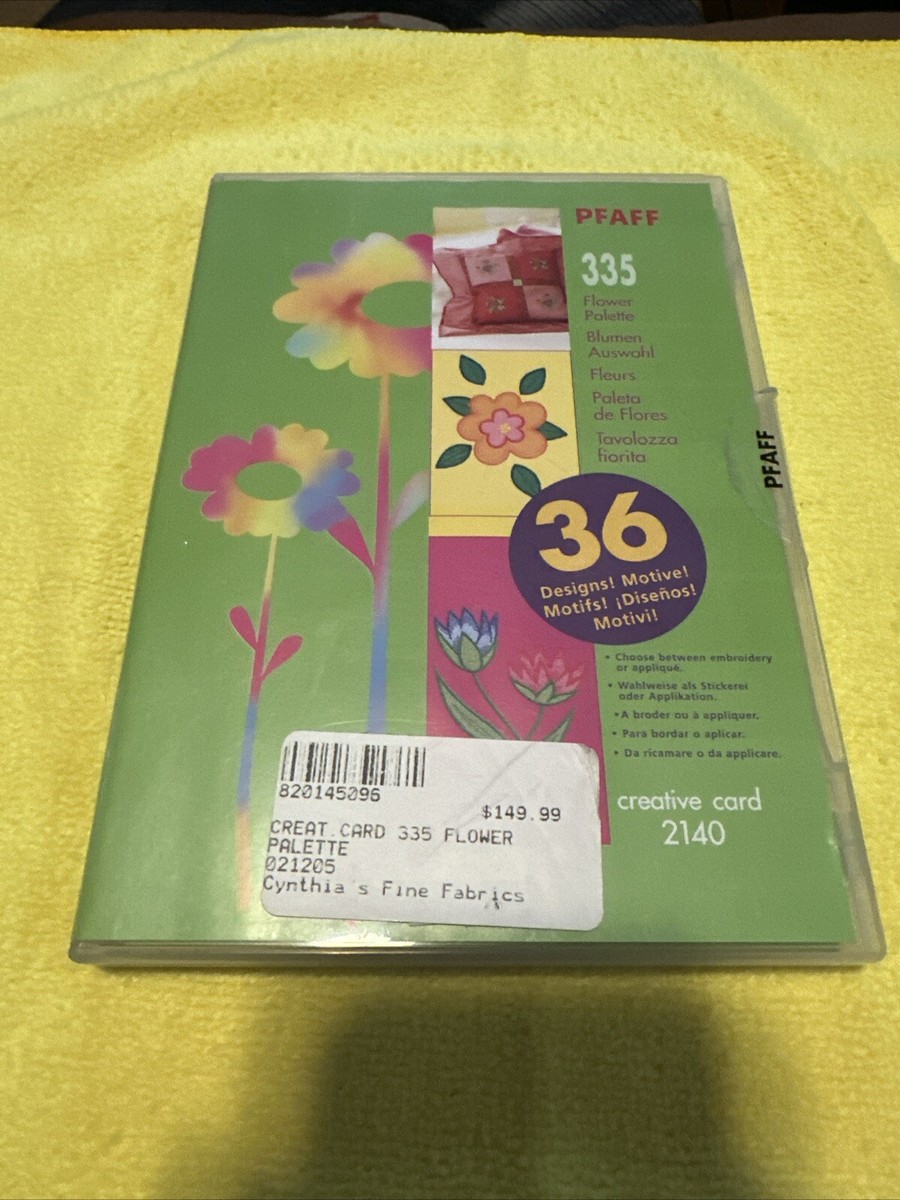 PFAFF
335
Flower
Palette
Blumen
Auswahl
Fleurs
Paleta
de Flores
Tavolozza
fiorita
PFAFF
36
Designs! Motive!
Motifs! ¡Diseños!
Motivi!
• Choose between embroidery
or appliqué.
• Wahlweise als Stickerei
oder Applikation.
• A broder ou à appliquer.
• Para bordar o aplicar.
• Da ricamare o da applicare.
creative card
2140
820145096
$149.99
CREAT.CARD 335 FLOWER
PALETTE
021205
Cynthia's Fine Fabrics